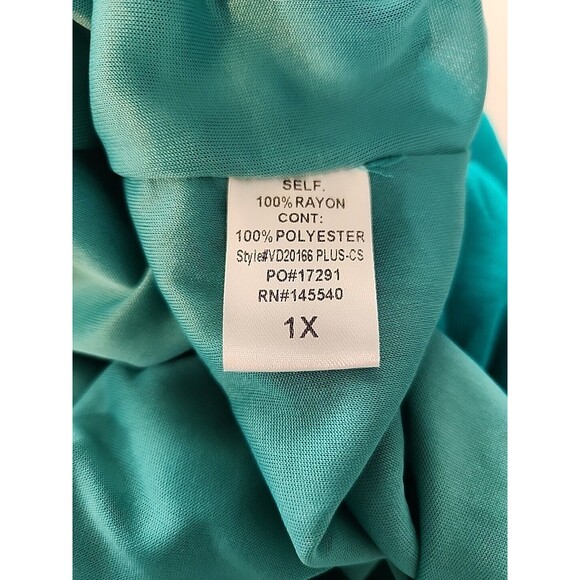 SELF.
100% RAYON
CONT:
100% POLYESTER
Style#VD20166 PLUS-CS
PO#17291
RN#145540
1X